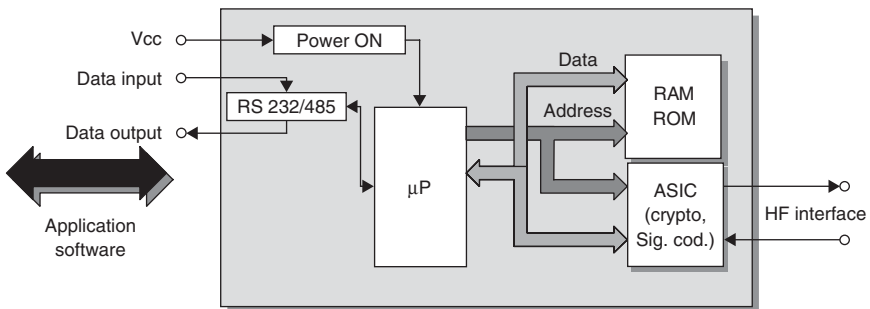 Vcc
Power ON
Data input
RS 232/485
Data output
Application
software
μP
Data
Address
RAM
ROM
ASIC
(crypto,
Sig. cod.)
HF interface